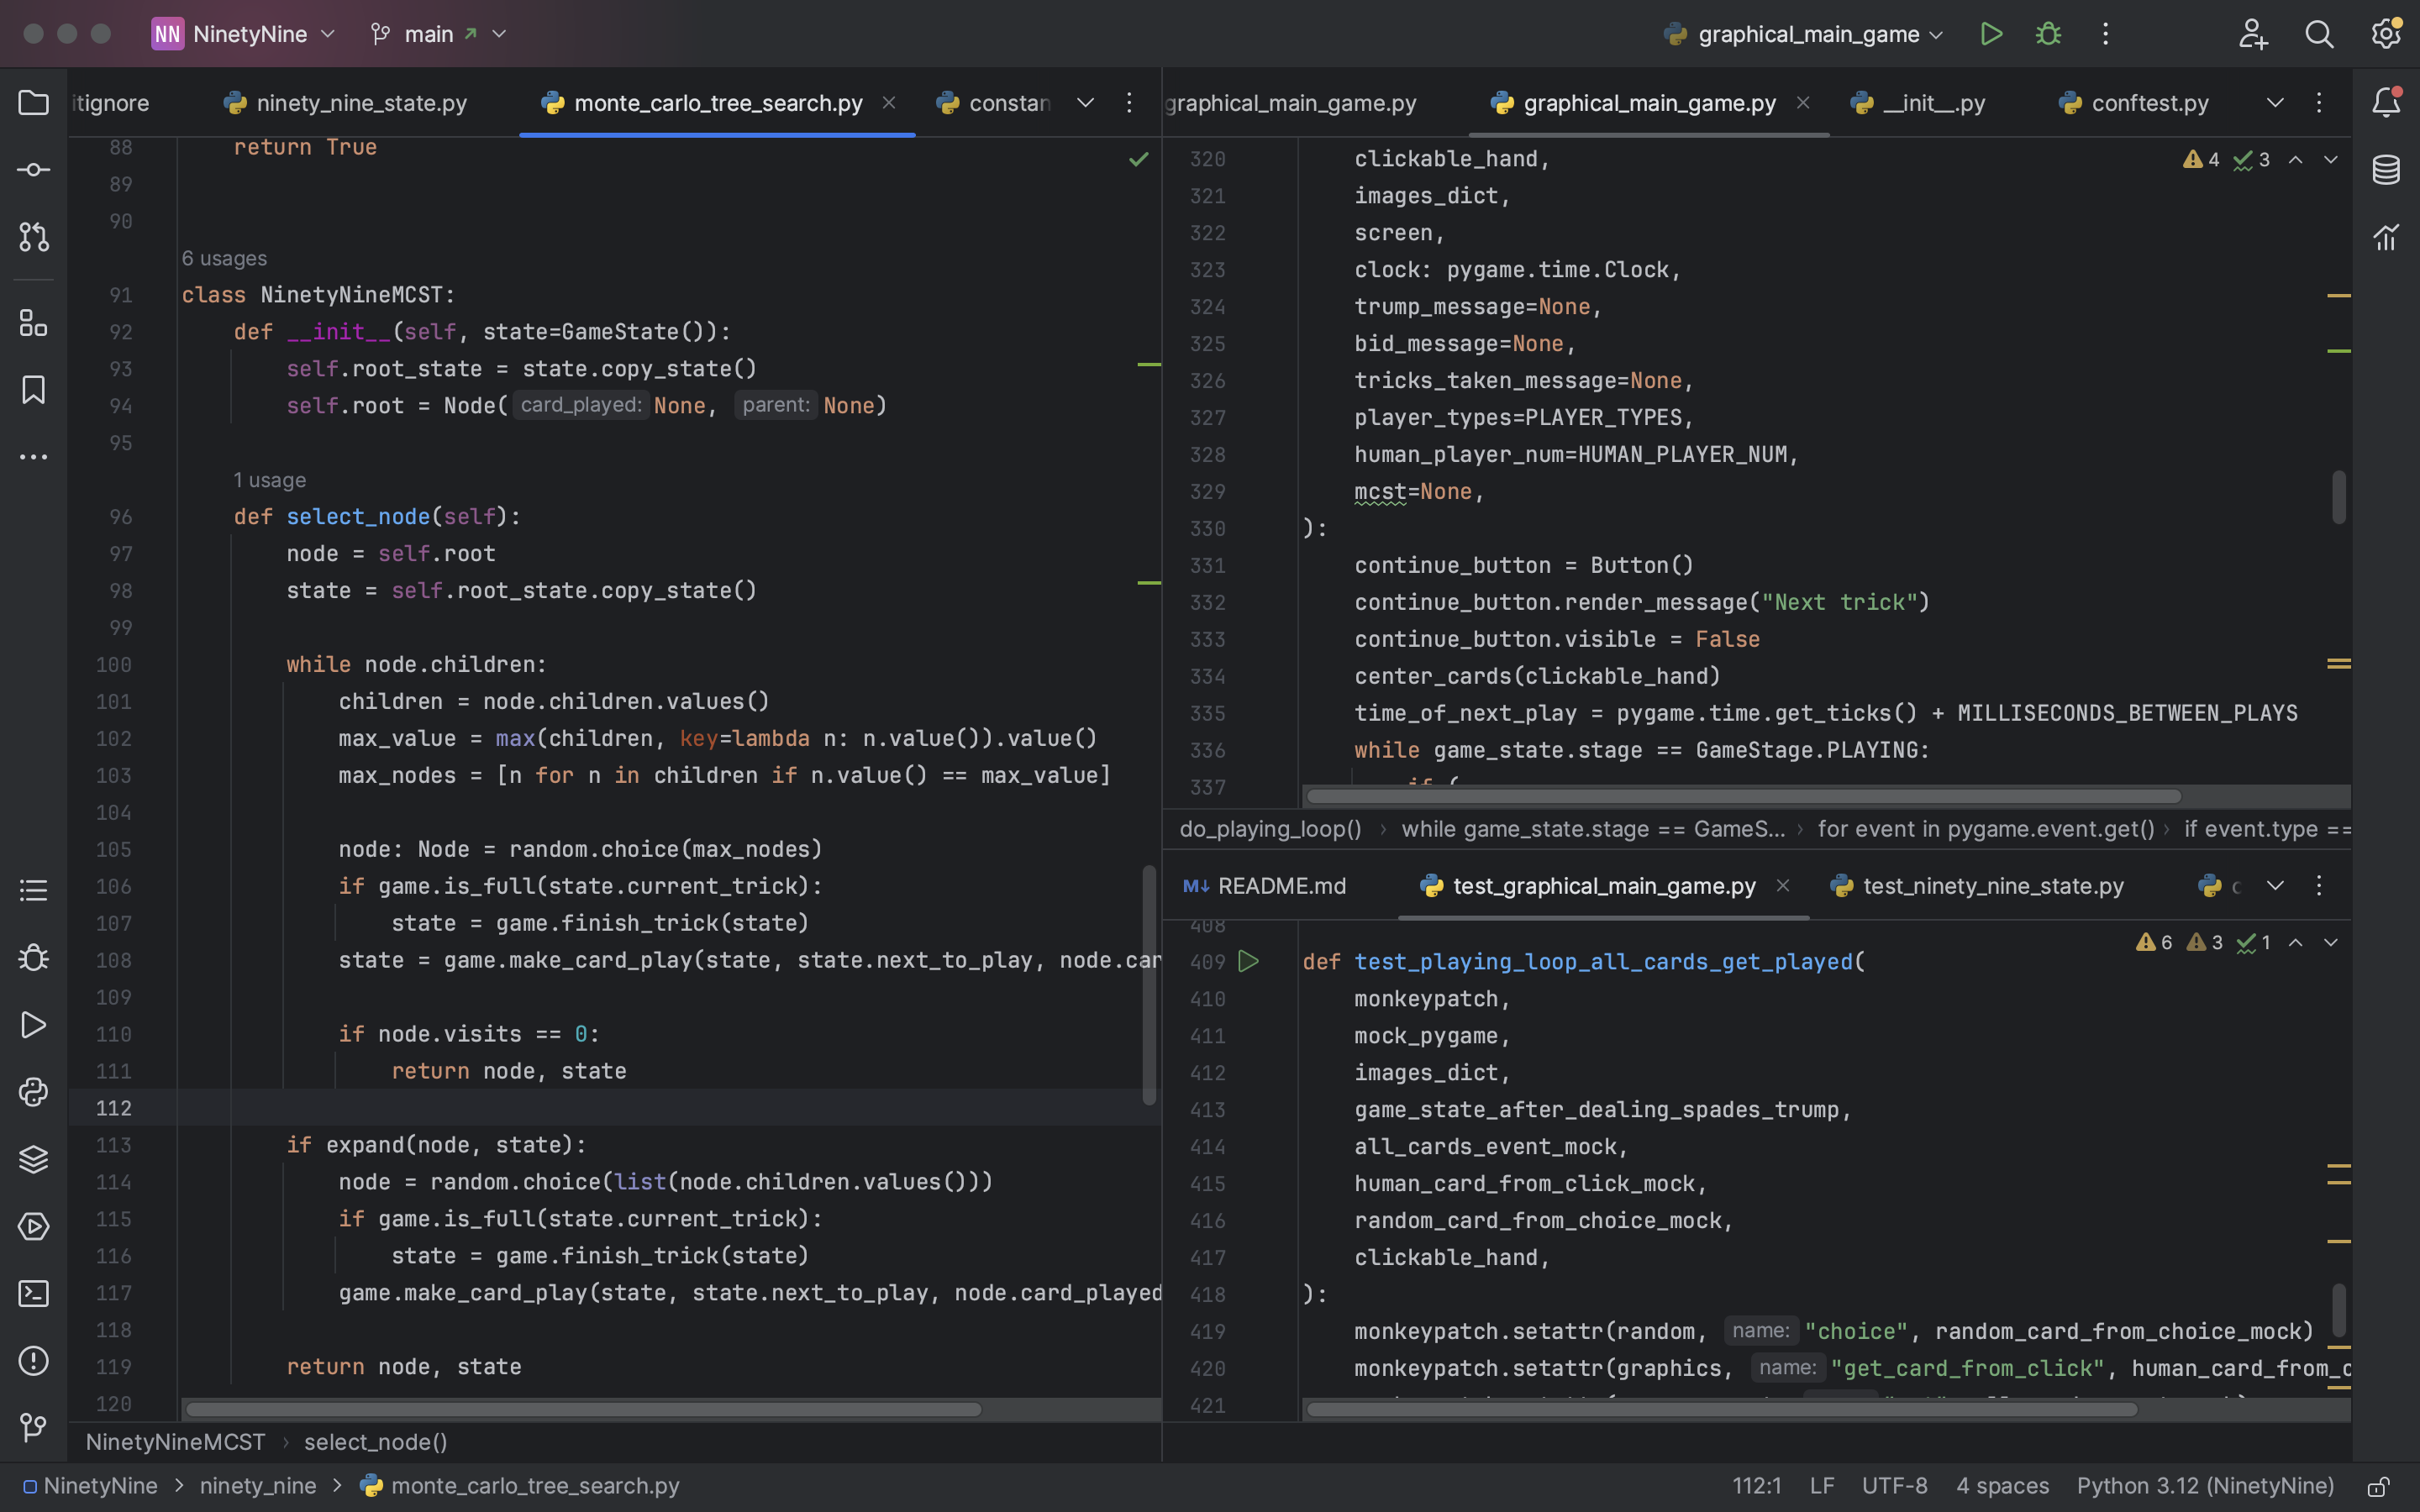 NN NinetyNine main graphical_main_game
itignore ninety_nine_state.py monte_carlo_tree_search.py constan
88 return True
89
90
6 usages
91 class NinetyNineMCST:
92 def __init__(self, state=GameState()):
93 self.root_state = state.copy_state()
94 self.root = Node( card_played: None, parent: None)
95
1 usage
96 def select_node(self):
97 node = self.root
98 state = self.root_state.copy_state()
99
100 while node.children:
101 children = node.children.values()
102 max_value = max(children, key=lambda n: n.value()).value()
103 max_nodes = [n for n in children if n.value() == max_value]
104
105 node: Node = random.choice(max_nodes)
106 if game.is_full(state.current_trick):
107 state = game.finish_trick(state)
108 state = game.make_card_play(state, state.next_to_play, node.car
109
110 if node.visits == 0:
111 return node, state
112
113 if expand(node, state):
114 node = random.choice(list(node.children.values()))
115 if game.is_full(state.current_trick):
116 state = game.finish_trick(state)
117 game.make_card_play(state, state.next_to_play, node.card_played
118
119 return node, state
120
NinetyNineMCST › select_node()
graphical_main_game.py graphical_main_game.py __init__.py conftest.py
4 3
320 clickable_hand,
321 images_dict,
322 screen,
323 clock: pygame.time.Clock,
324 trump_message=None,
325 bid_message=None,
326 tricks_taken_message=None,
327 player_types=PLAYER_TYPES,
328 human_player_num=HUMAN_PLAYER_NUM,
329 mcst=None,
330 ):
331 continue_button = Button()
332 continue_button.render_message("Next trick")
333 continue_button.visible = False
334 center_cards(clickable_hand)
335 time_of_next_play = pygame.time.get_ticks() + MILLISECONDS_BETWEEN_PLAYS
336 while game_state.stage == GameStage.PLAYING:
337 if (
do_playing_loop() › while game_state.stage == GameS... › for event in pygame.event.get() › if event.type ==
M↓ README.md test_graphical_main_game.py test_ninety_nine_state.py c
6 3 1
408
409 def test_playing_loop_all_cards_get_played(
410 monkeypatch,
411 mock_pygame,
412 images_dict,
413 game_state_after_dealing_spades_trump,
414 all_cards_event_mock,
415 human_card_from_click_mock,
416 random_card_from_choice_mock,
417 clickable_hand,
418 ):
419 monkeypatch.setattr(random, name: "choice", random_card_from_choice_mock)
420 monkeypatch.setattr(graphics, name: "get_card_from_click", human_card_from_c
421
NinetyNine > ninety_nine > monte_carlo_tree_search.py 112:1 LF UTF-8 4 spaces Python 3.12 (NinetyNine)